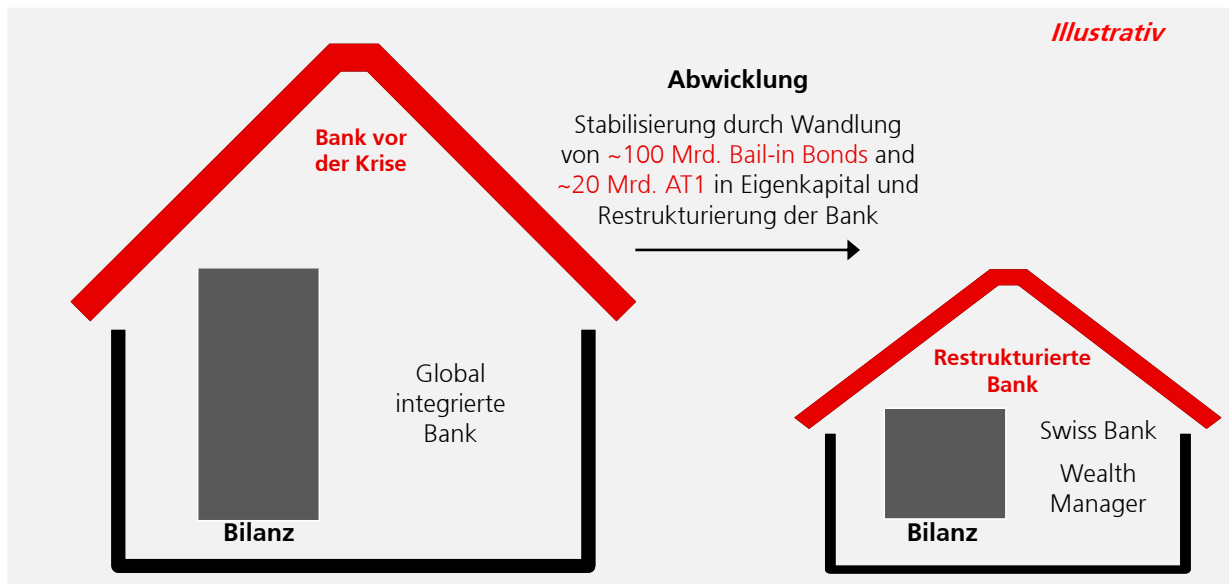 Illustrativ
Bank vor
der Krise
Abwicklung
Stabilisierung durch Wandlung
von ~100 Mrd. Bail-in Bonds and
~20 Mrd. AT1 in Eigenkapital und
Restrukturierung der Bank
Global
integrierte
Bank
Bilanz
Restrukturierte
Bank
Swiss Bank
Wealth
Manager
Bilanz